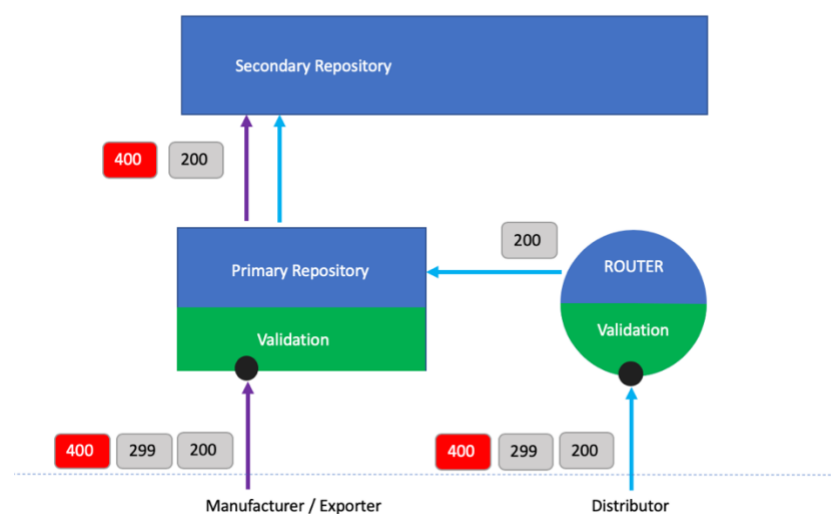 Secondary Repository
400 200
200
Primary Repository
ROUTER
Validation
Validation
400 299 200
400 299 200
Manufacturer / Exporter
Distributor